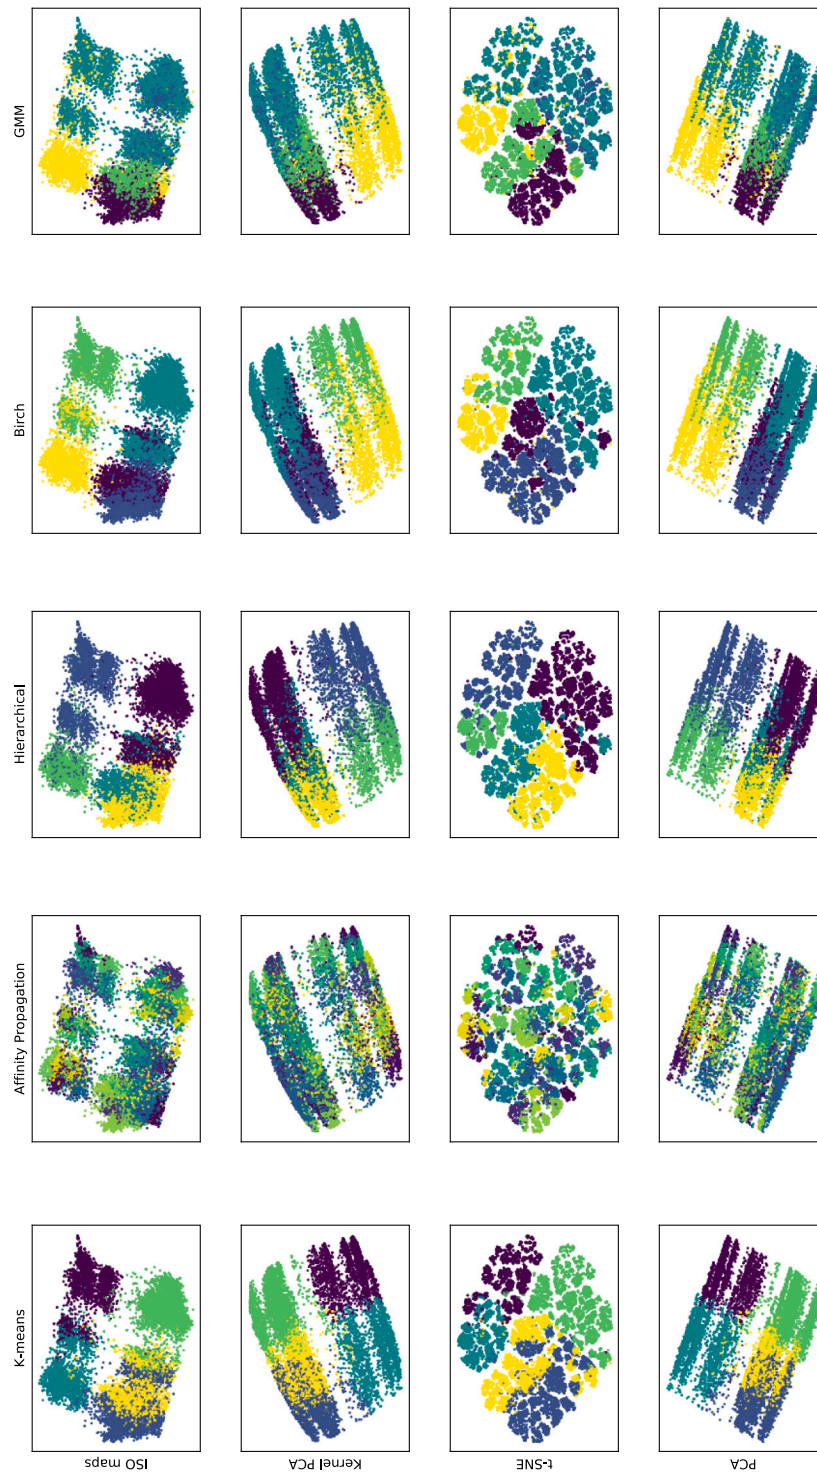 GMM
Birch
Hierarchical
Affinity Propagation
K-means
ISO maps
Kernel PCA
t-SNE
PCA